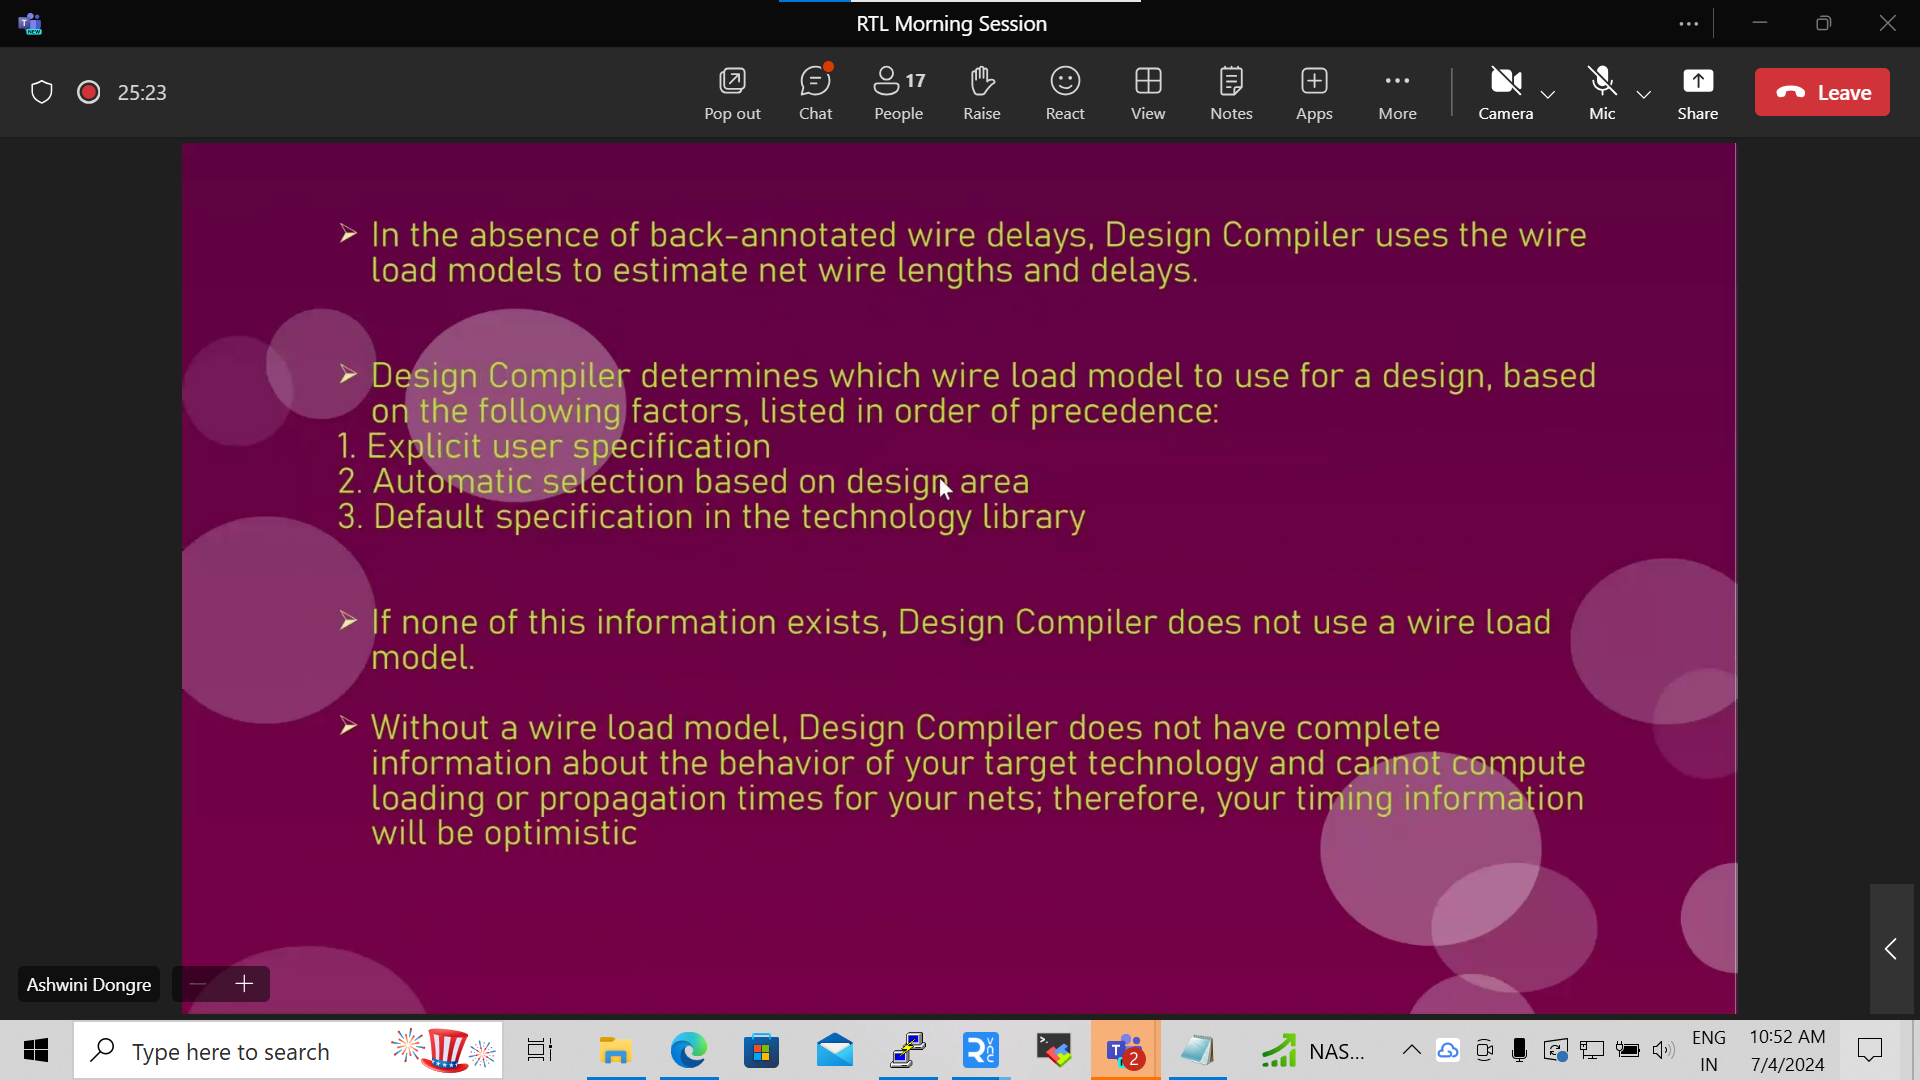 RTL Morning Session
25:23
Pop out
Chat
17
People
Raise
React
View
Notes
Apps
More
Camera
Mic
Share
Leave
➢ In the absence of back-annotated wire delays, Design Compiler uses the wire
load models to estimate net wire lengths and delays.
➢ Design Compiler determines which wire load model to use for a design, based
on the following factors, listed in order of precedence:
1. Explicit user specification
2. Automatic selection based on design area
3. Default specification in the technology library
➢ If none of this information exists, Design Compiler does not use a wire load
model.
➢ Without a wire load model, Design Compiler does not have complete
information about the behavior of your target technology and cannot compute
loading or propagation times for your nets; therefore, your timing information
will be optimistic
Ashwini Dongre
Type here to search
2
NAS...
ENG
IN
10:52 AM
7/4/2024